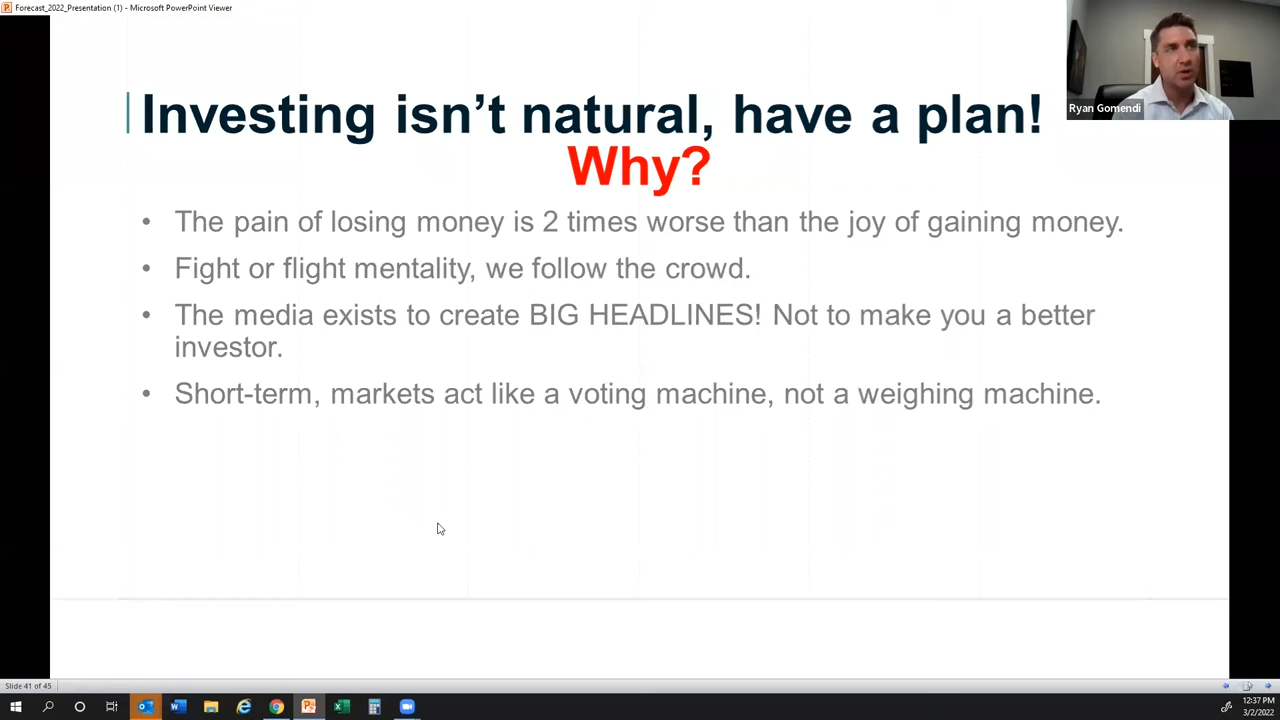 Forecast_2022_Presentation (1) - Microsoft PowerPoint Viewer
Ryan Gomendi
Investing isn’t natural, have a plan!
Why?
• The pain of losing money is 2 times worse than the joy of gaining money.
• Fight or flight mentality, we follow the crowd.
• The media exists to create BIG HEADLINES! Not to make you a better
investor.
• Short-term, markets act like a voting machine, not a weighing machine.
Slide 41 of 45
12:37 PM
3/2/2022